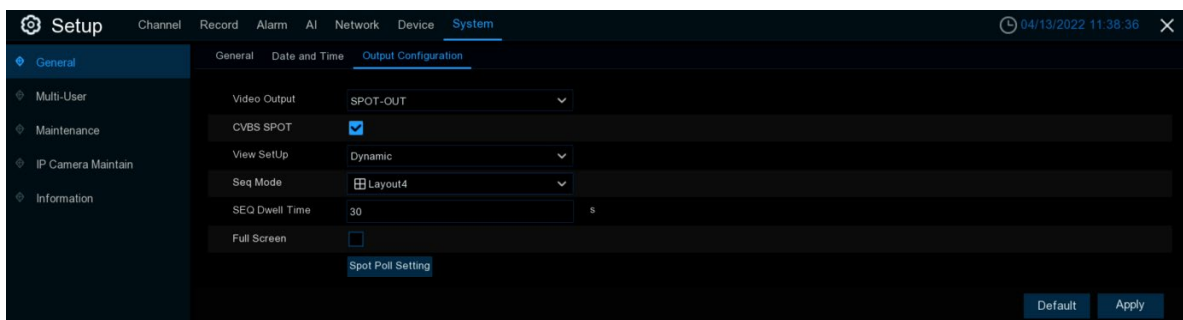 Setup Channel Record Alarm AI Network Device System 04/13/2022 11:38:36
General
Multi-User
Maintenance
IP Camera Maintain
Information
General Date and Time Output Configuration
Video Output SPOT-OUT
CVBS SPOT
View SetUp Dynamic
Seq Mode Layout4
SEQ Dwell Time 30 s
Full Screen
Spot Poll Setting
Default Apply